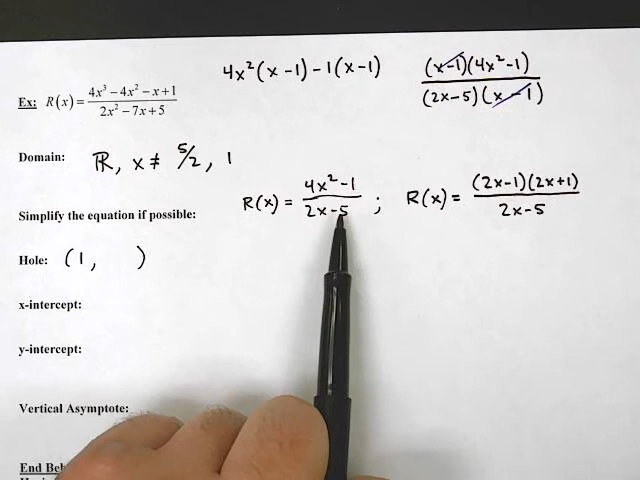 4x²(x-1)-1(x-1)
(x-1)(4x²-1)
(2x-5)(x-1)
Ex: R(x)= 4x³-4x²-x+1
2x²-7x+5
Domain: ℝ, x≠ 5/2, 1
R(x) = 4x²-1 / 2x-5 ; R(x) = (2x-1)(2x+1) / 2x-5
Simplify the equation if possible:
Hole: (1, )
x-intercept:
y-intercept:
Vertical Asymptote: